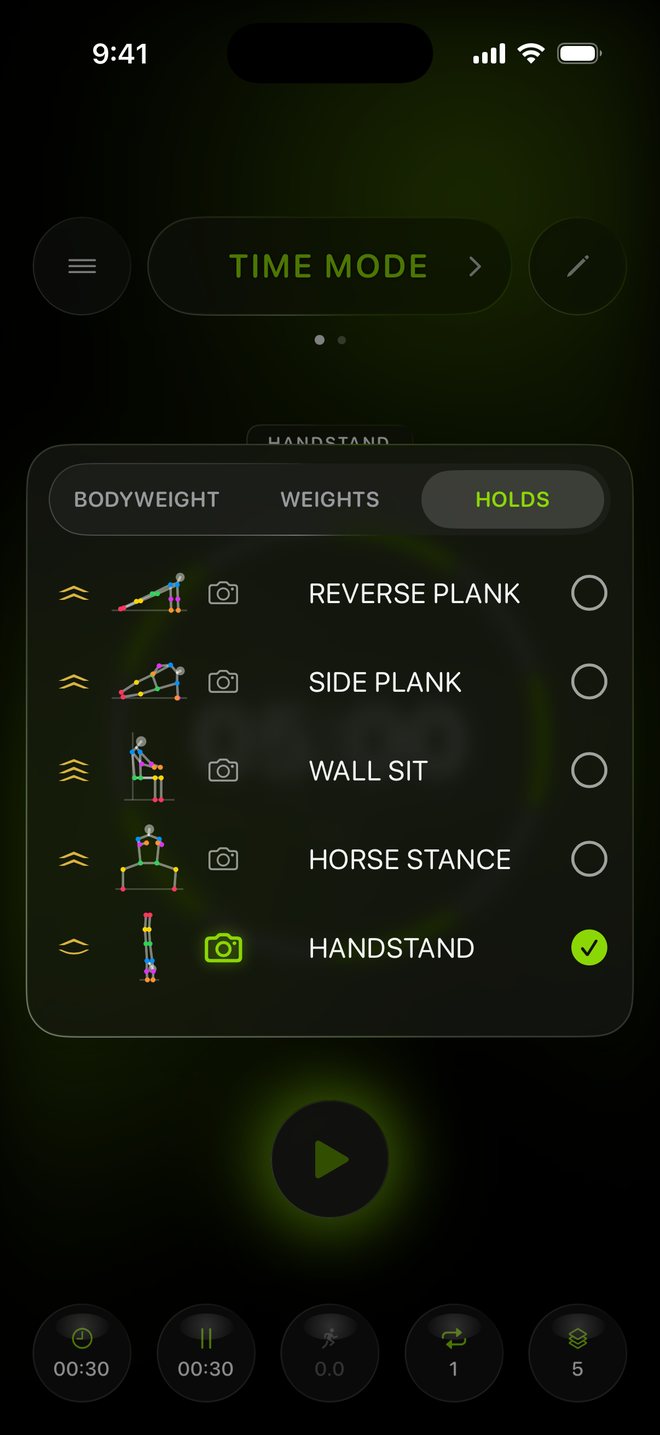 9:41
TIME MODE
HANDSTAND
BODYWEIGHT WEIGHTS HOLDS
REVERSE PLANK
SIDE PLANK
WALL SIT
HORSE STANCE
HANDSTAND
00:30 00:30 0.0 1 5